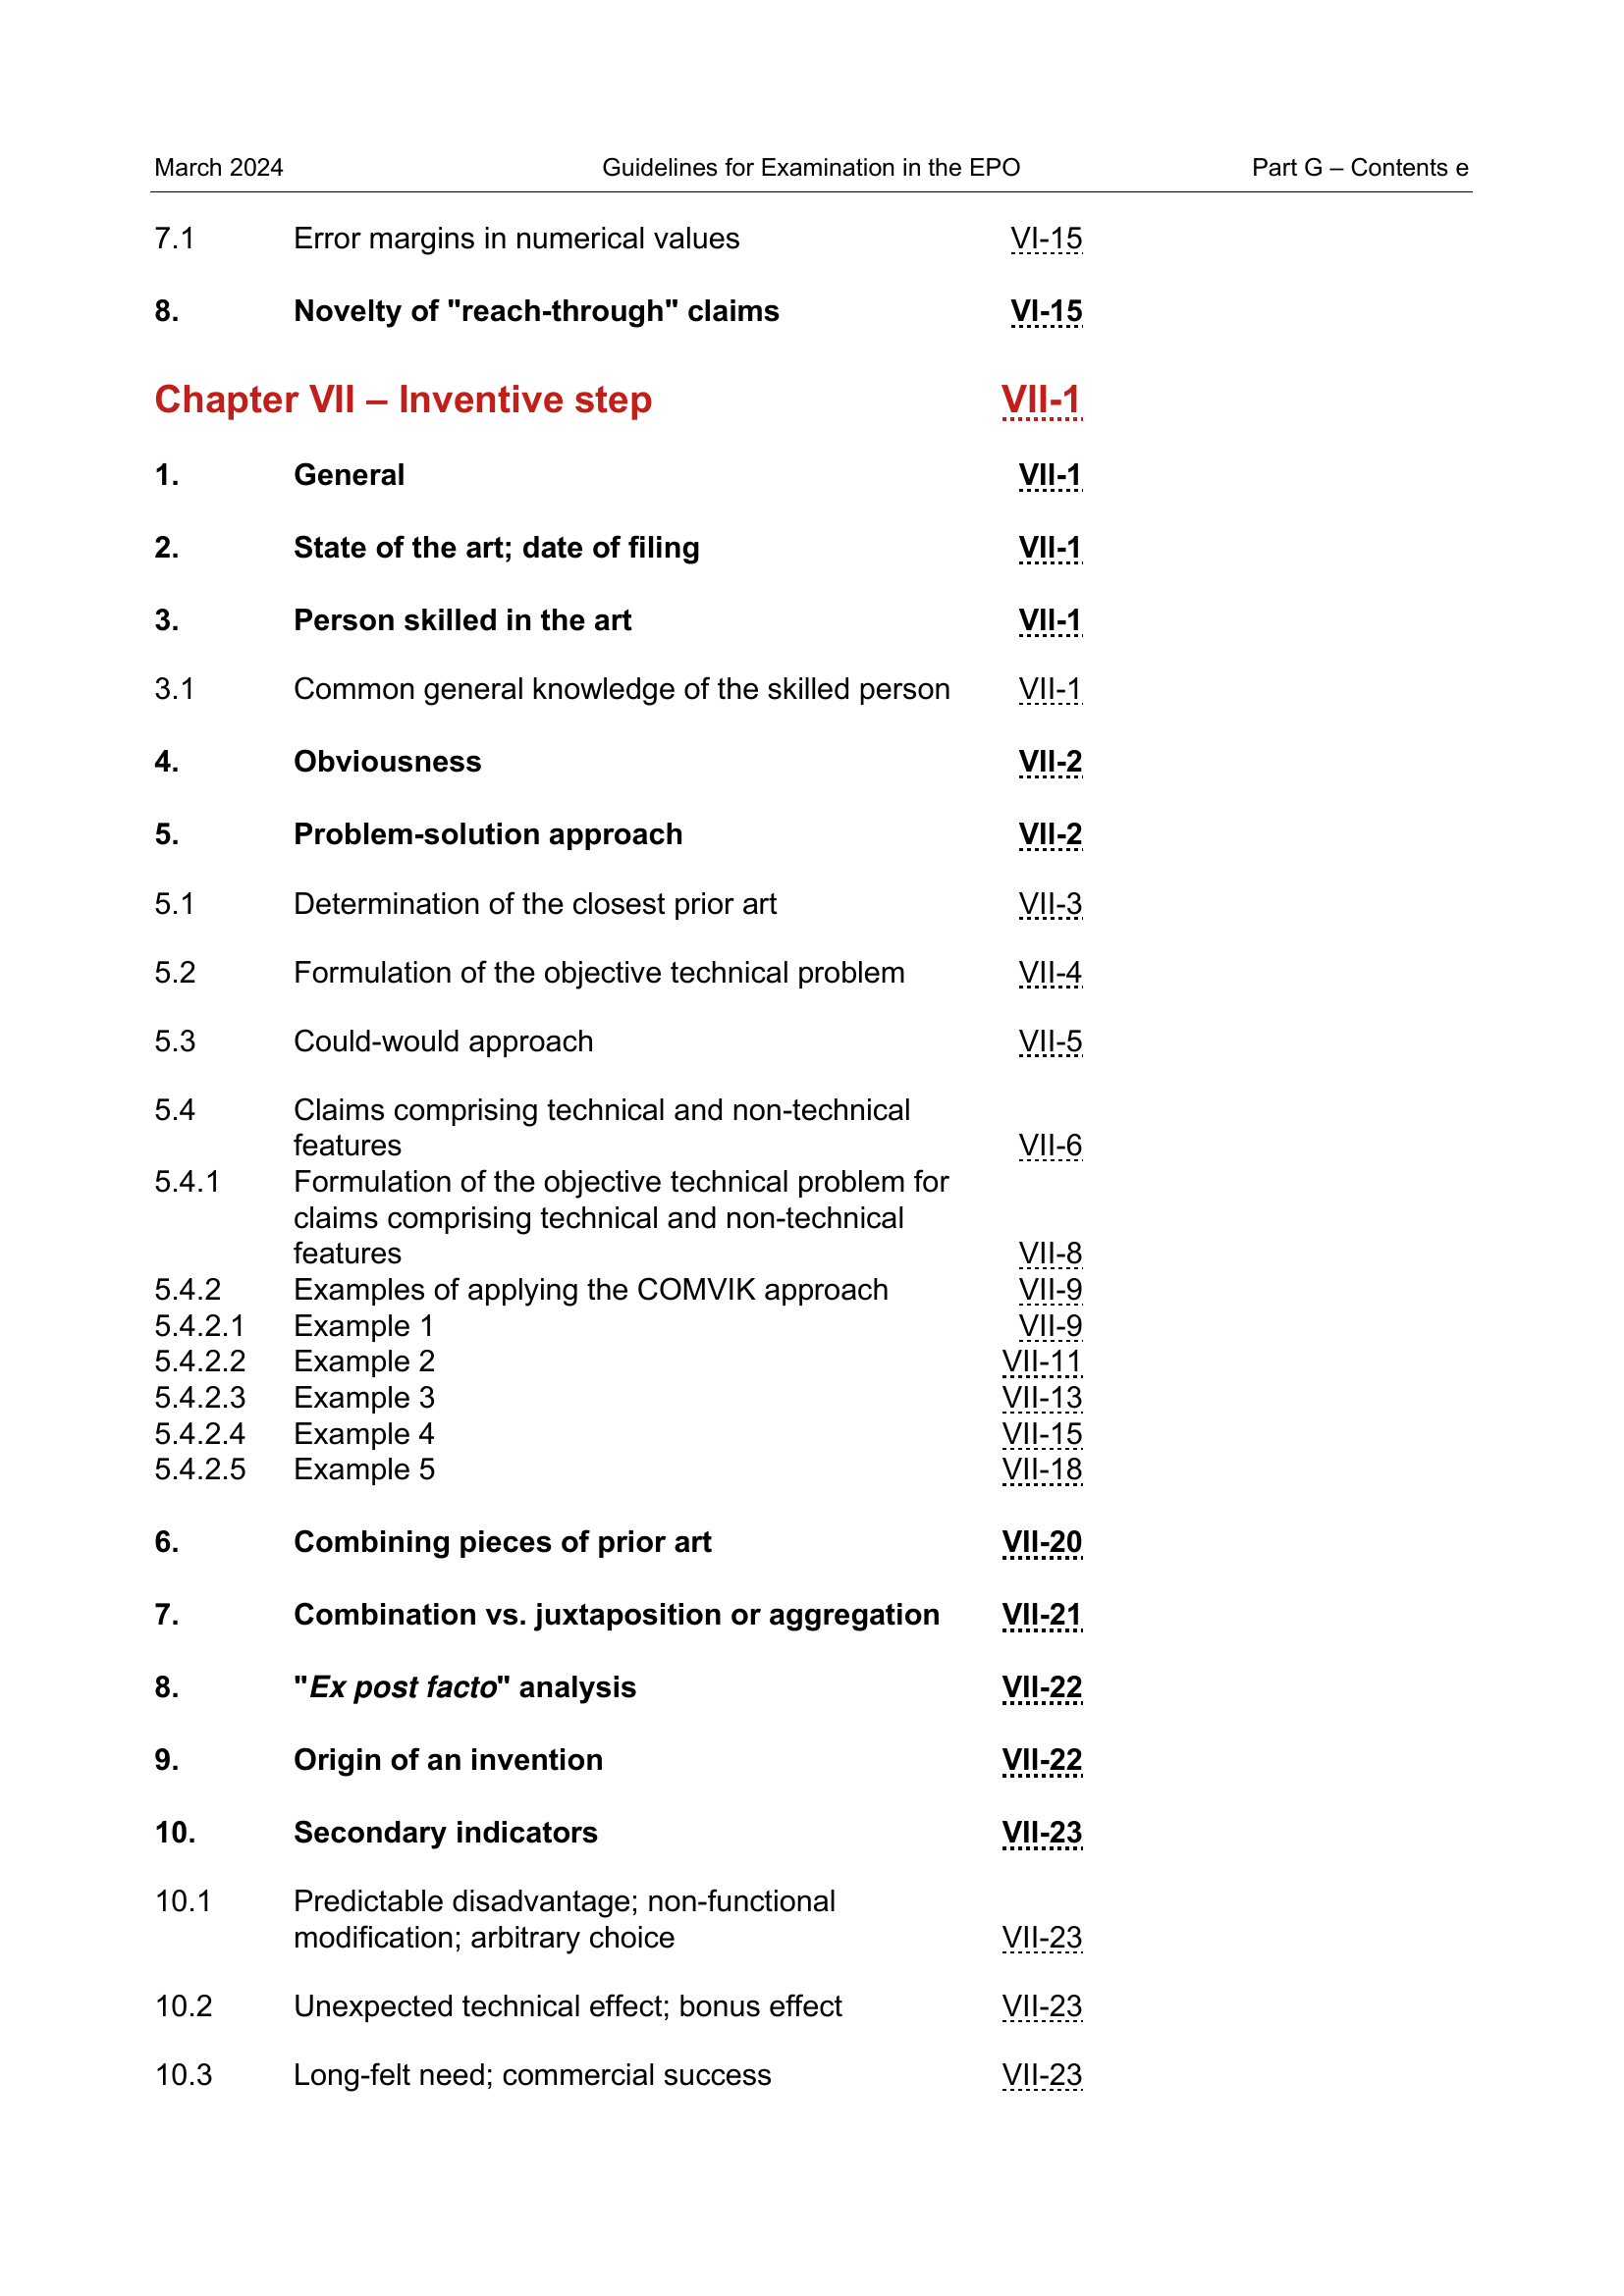 March 2024 Guidelines for Examination in the EPO Part G – Contents e
7.1 Error margins in numerical values VI-15
8. Novelty of "reach-through" claims VI-15
Chapter VII – Inventive step VII-1
1. General VII-1
2. State of the art; date of filing VII-1
3. Person skilled in the art VII-1
3.1 Common general knowledge of the skilled person VII-1
4. Obviousness VII-2
5. Problem-solution approach VII-2
5.1 Determination of the closest prior art VII-3
5.2 Formulation of the objective technical problem VII-4
5.3 Could-would approach VII-5
5.4 Claims comprising technical and non-technical
features VII-6
5.4.1 Formulation of the objective technical problem for
claims comprising technical and non-technical
features VII-8
5.4.2 Examples of applying the COMVIK approach VII-9
5.4.2.1 Example 1 VII-9
5.4.2.2 Example 2 VII-11
5.4.2.3 Example 3 VII-13
5.4.2.4 Example 4 VII-15
5.4.2.5 Example 5 VII-18
6. Combining pieces of prior art VII-20
7. Combination vs. juxtaposition or aggregation VII-21
8. "Ex post facto" analysis VII-22
9. Origin of an invention VII-22
10. Secondary indicators VII-23
10.1 Predictable disadvantage; non-functional
modification; arbitrary choice VII-23
10.2 Unexpected technical effect; bonus effect VII-23
10.3 Long-felt need; commercial success VII-23